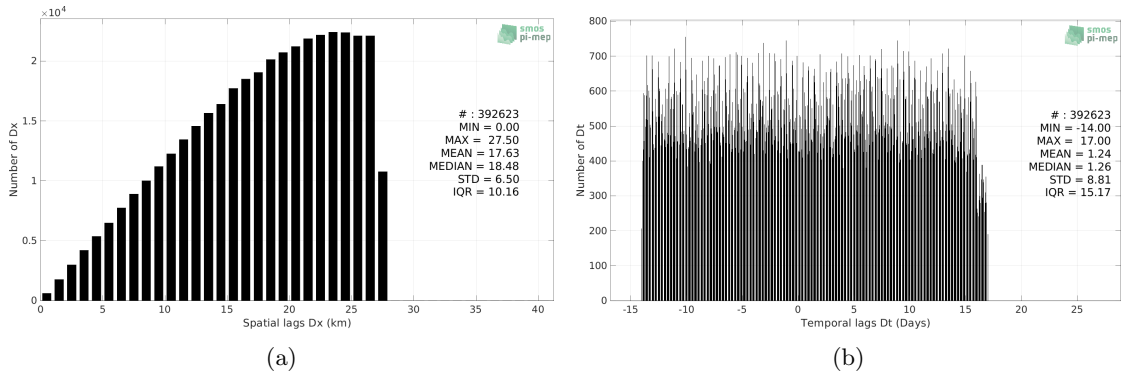 ×10⁴
2
1.5
1
0.5
0
Number of Dx
0
5
10
15
20
25
30
35
40
Spatial lags Dx (km)
smos
pi-mep
# : 392623
MIN = 0.00
MAX = 27.50
MEAN = 17.63
MEDIAN = 18.48
STD = 6.50
IQR = 10.16
(a)
800
700
600
500
400
300
200
100
0
Number of Dt
-15
-10
-5
0
5
10
15
20
25
Temporal lags Dt (Days)
smos
pi-mep
# : 392623
MIN = -14.00
MAX = 17.00
MEAN = 1.24
MEDIAN = 1.26
STD = 8.81
IQR = 15.17
(b)